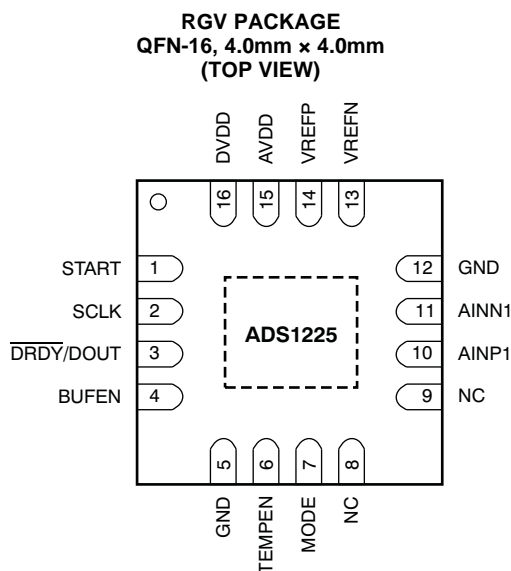 RGV PACKAGE
QFN-16, 4.0mm × 4.0mm
(TOP VIEW)
DVDD
AVDD
VREFP
VREFN
16
15
14
13
START 1
12 GND
SCLK 2
11 AINN1
ADS1225
DRDY/DOUT 3
10 AINP1
BUFEN 4
9 NC
5
6
7
8
GND
TEMPEN
MODE
NC